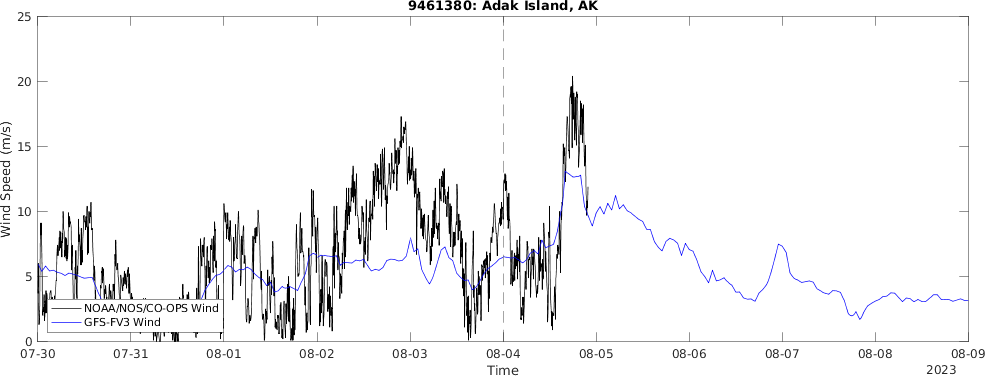 9461380: Adak Island, AK
25
20
15
10
5
0
Wind Speed (m/s)
NOAA/NOS/CO-OPS Wind
GFS-FV3 Wind
07-30 07-31 08-01 08-02 08-03 08-04 08-05 08-06 08-07 08-08 08-09
Time
2023